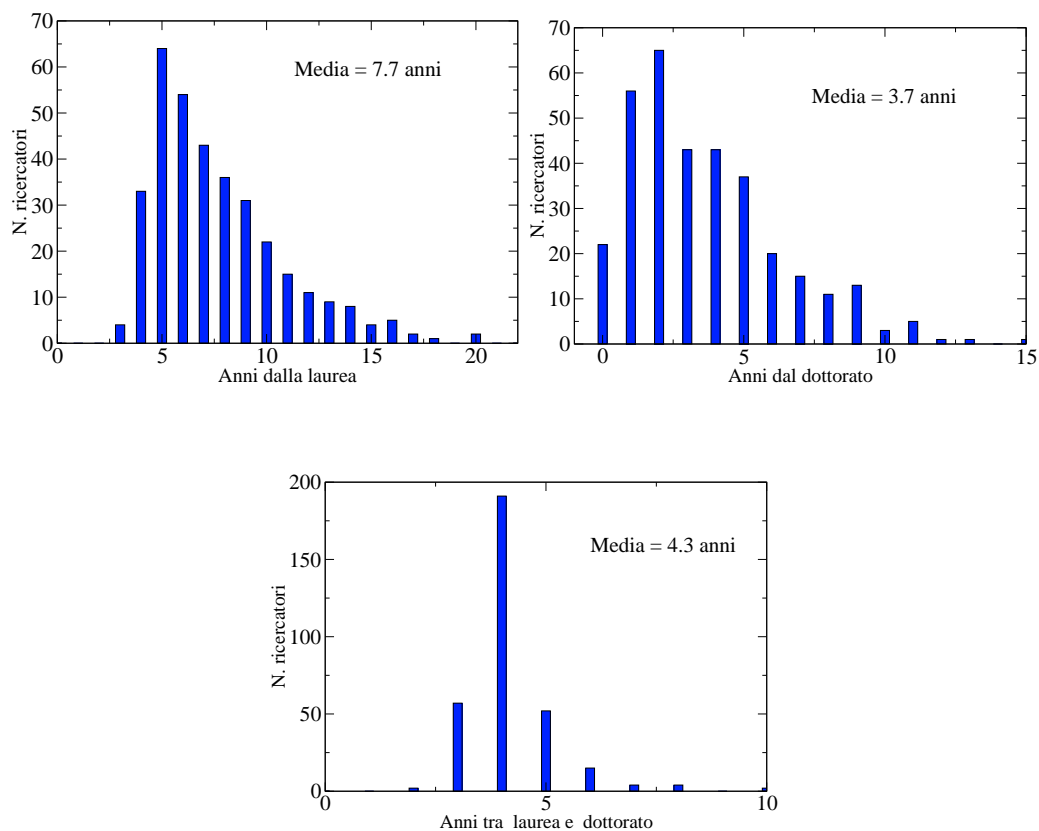 70
60
50
40
30
20
10
0
N. ricercatori
Media = 7.7 anni
0 5 10 15 20
Anni dalla laurea
70
60
50
40
30
20
10
0
N. ricercatori
Media = 3.7 anni
0 5 10 15
Anni dal dottorato
200
150
100
50
0
N. ricercatori
Media = 4.3 anni
0 5 10
Anni tra laurea e dottorato